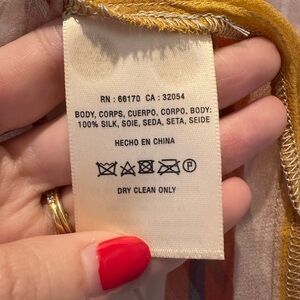 RN : 66170 CA : 32054
BODY, CORPS, CUERPO, CORPO, BODY:
100% SILK, SOIE, SEDA, SETA, SEIDE
HECHO EN CHINA
P
DRY CLEAN ONLY